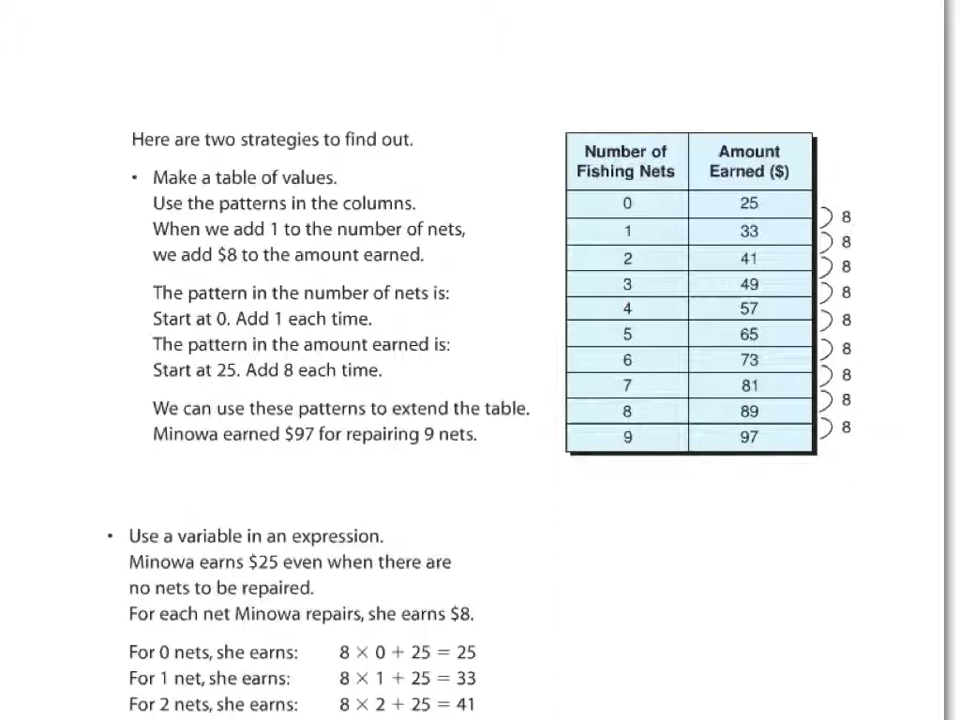 Here are two strategies to find out.
• Make a table of values.
Use the patterns in the columns.
When we add 1 to the number of nets,
we add $8 to the amount earned.
The pattern in the number of nets is:
Start at 0. Add 1 each time.
The pattern in the amount earned is:
Start at 25. Add 8 each time.
We can use these patterns to extend the table.
Minowa earned $97 for repairing 9 nets.
Number of Fishing Nets | Amount Earned ($)
0 25
1 33
2 41
3 49
4 57
5 65
6 73
7 81
8 89
9 97
8
8
8
8
8
8
8
8
8
• Use a variable in an expression.
Minowa earns $25 even when there are
no nets to be repaired.
For each net Minowa repairs, she earns $8.
For 0 nets, she earns: 8 × 0 + 25 = 25
For 1 net, she earns: 8 × 1 + 25 = 33
For 2 nets, she earns: 8 × 2 + 25 = 41